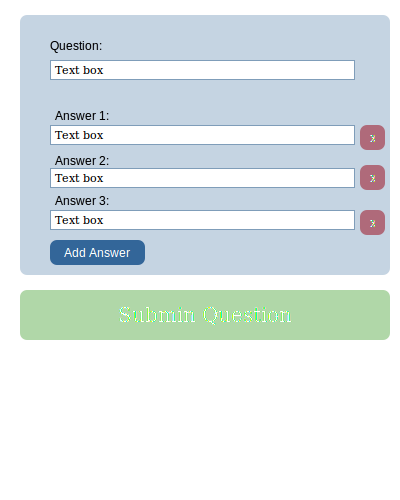 Question:
Text box
Answer 1:
Text box
x
Answer 2:
Text box
x
Answer 3:
Text box
x
Add Answer
Submin Question